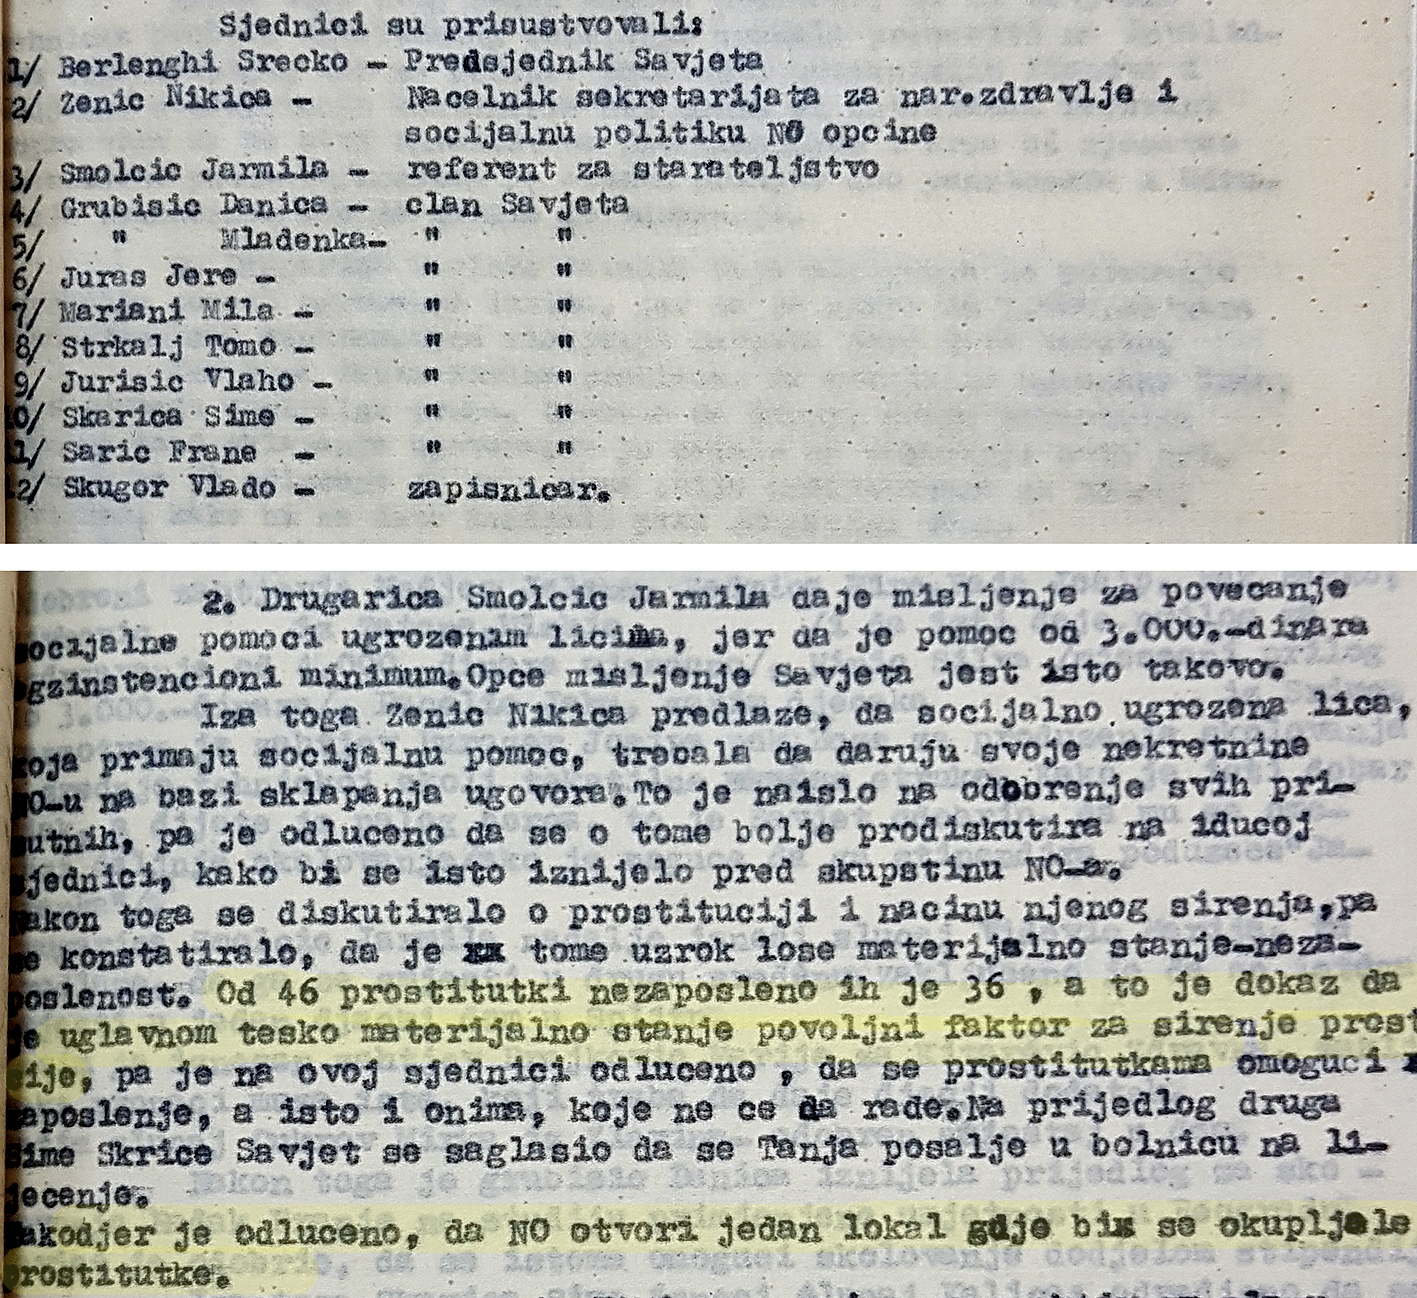 Sjednici su prisustvovali:
1/ Berlenghi Srecko - Predsjednik Savjeta
2/ Zenic Nikica - Nacelnik sekretarijata za nar.zdravlje i
socijalnu politiku NO opcine
3/ Smolcic Jarmila - referent za starateljstvo
4/ Grubisic Danica - clan Savjeta
5/ " Mladenka- " "
6/ Juras Jere - " "
7/ Mariani Mila - " "
8/ Strkalj Tomo - " "
9/ Jurisic Vlaho - " "
0/ Skarica Sime - " "
1/ Saric Frane - " "
2/ Skugor Vlado - zapisnicar.
2. Drugarica Smolcic Jarmila daje misljenje za povecanje
ocijalne pomoci ugrozenim licima, jer da je pomoc od 3.000.-dinara
gzinstencioni minimum.Opce misljenje Savjeta jest isto takovo.
Iza toga Zenic Nikica predlaze, da socijalno ugrozena lica,
koja primaju socijalnu pomoc, trebala da daruju svoje nekretnine
NO-u na bazi sklapanja ugovora.To je naislo na odobrenje svih pri-
utnih, pa je odluceno da se o tome bolje prodiskutira na iducoj
sjednici, kako bi se isto iznijelo pred skupstinu NO-a.
Nakon toga se diskutiralo o prostituciji i nacinu njenog sirenja,pa
se konstatiralo, da je xx tome uzrok lose materijalno stanje-neza-
poslenost. Od 46 prostitutki nezaposleno ih je 36 , a to je dokaz da
je uglavnom tesko materijalno stanje povoljni faktor za sirenje prost
cije, pa je na ovoj sjednici odluceno , da se prostitutkama omoguci
zaposlenje, a isto i onima, koje ne ce da rade.Na prijedlog druga
Sime Skrice Savjet se saglasio da se Tanja posalje u bolnicu na li-
jecenje.
akodjer je odluceno, da NO otvori jedan lokal gdje bix se okupljale
prostitutke.